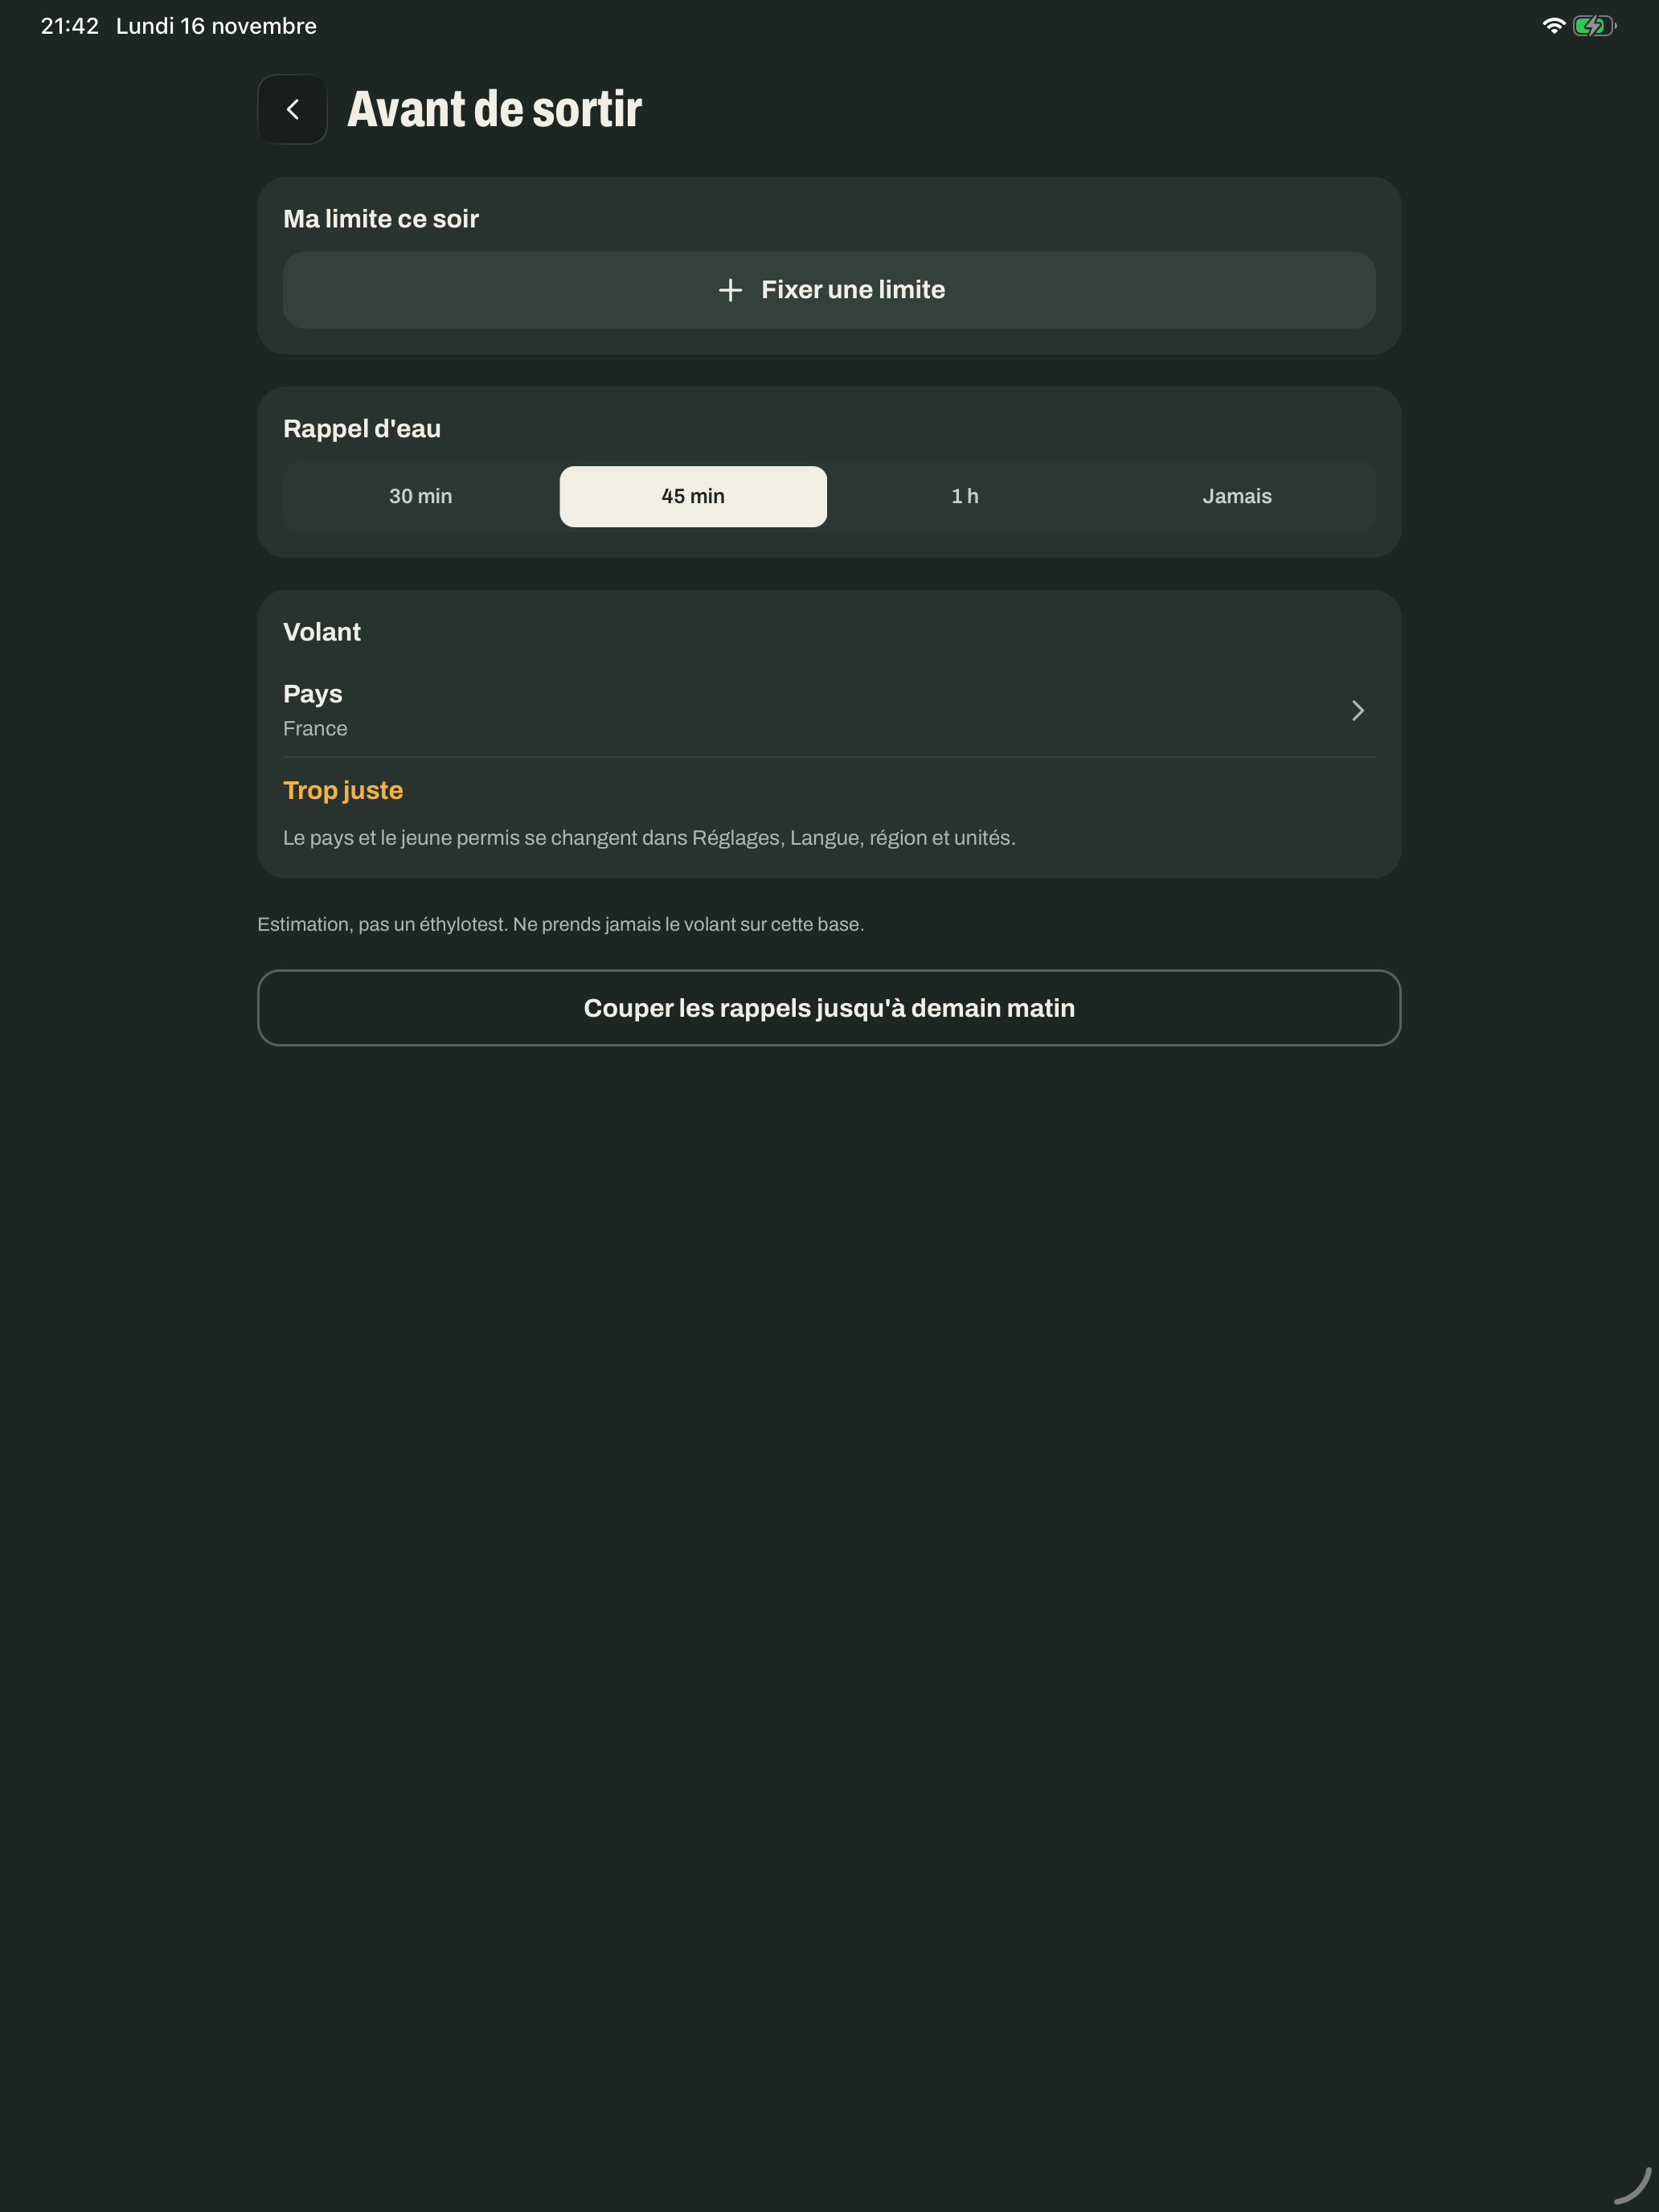 21:42 Lundi 16 novembre
Avant de sortir
Ma limite ce soir
Fixer une limite
Rappel d'eau
30 min 45 min 1 h Jamais
Volant
Pays
France
Trop juste
Le pays et le jeune permis se changent dans Réglages, Langue, région et unités.
Estimation, pas un éthylotest. Ne prends jamais le volant sur cette base.
Couper les rappels jusqu'à demain matin